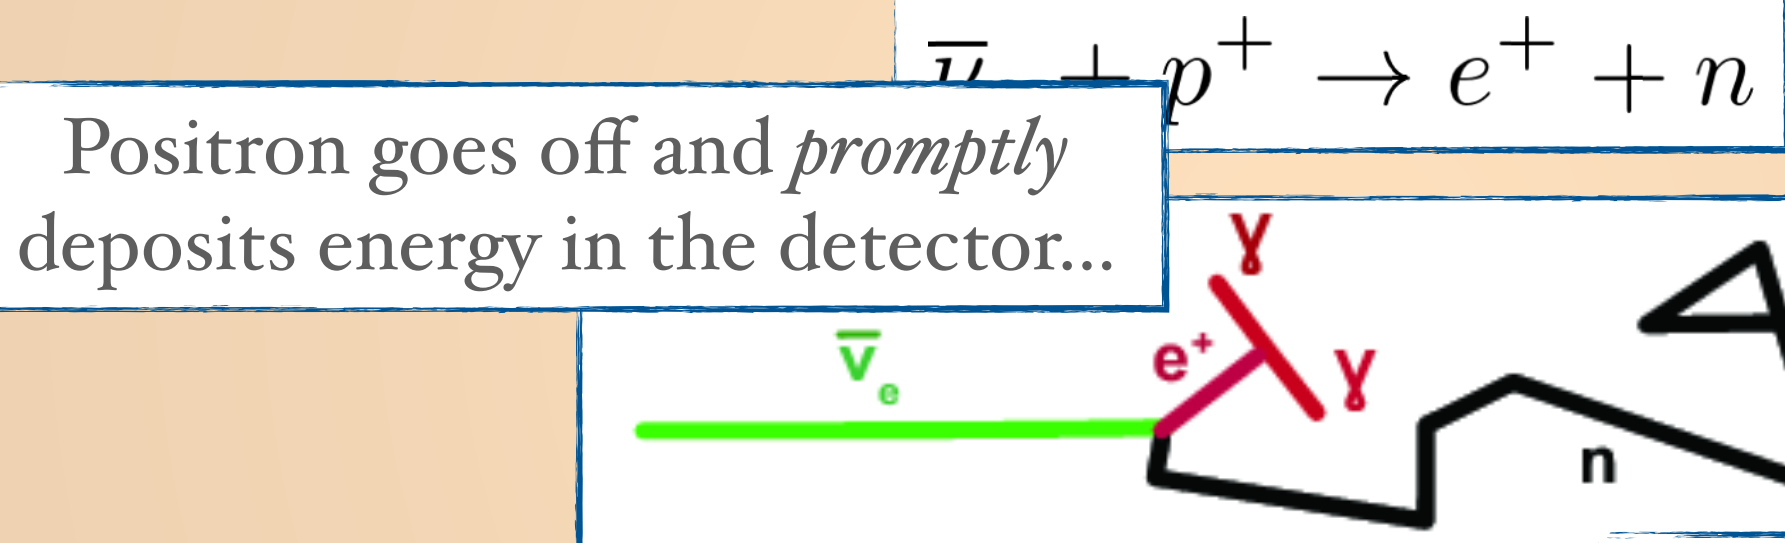 ν̅ + p⁺ → e⁺ + n
Positron goes off and promptly
deposits energy in the detector...
γ
ν̅e
e⁺
γ
n